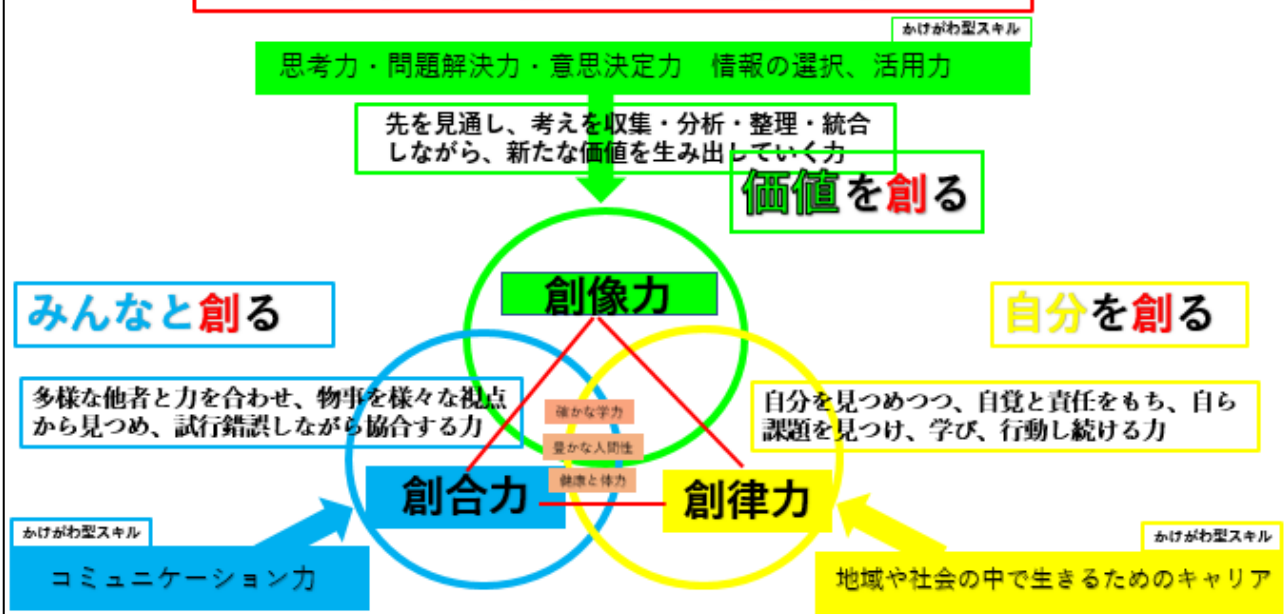 かけがわ型スキル
思考力・問題解決力・意思決定力　情報の選択、活用力
先を見通し、考えを収集・分析・整理・統合
しながら、新たな価値を生み出していく力
価値を創る
創像力
みんなと創る
自分を創る
多様な他者と力を合わせ、物事を様々な視点
から見つめ、試行錯誤しながら協合する力
確かな学力
豊かな人間性
健康と体力
自分を見つめつつ、自覚と責任をもち、自ら
課題を見つけ、学び、行動し続ける力
創合力
創律力
かけがわ型スキル
コミュニケーション力
かけがわ型スキル
地域や社会の中で生きるためのキャリア